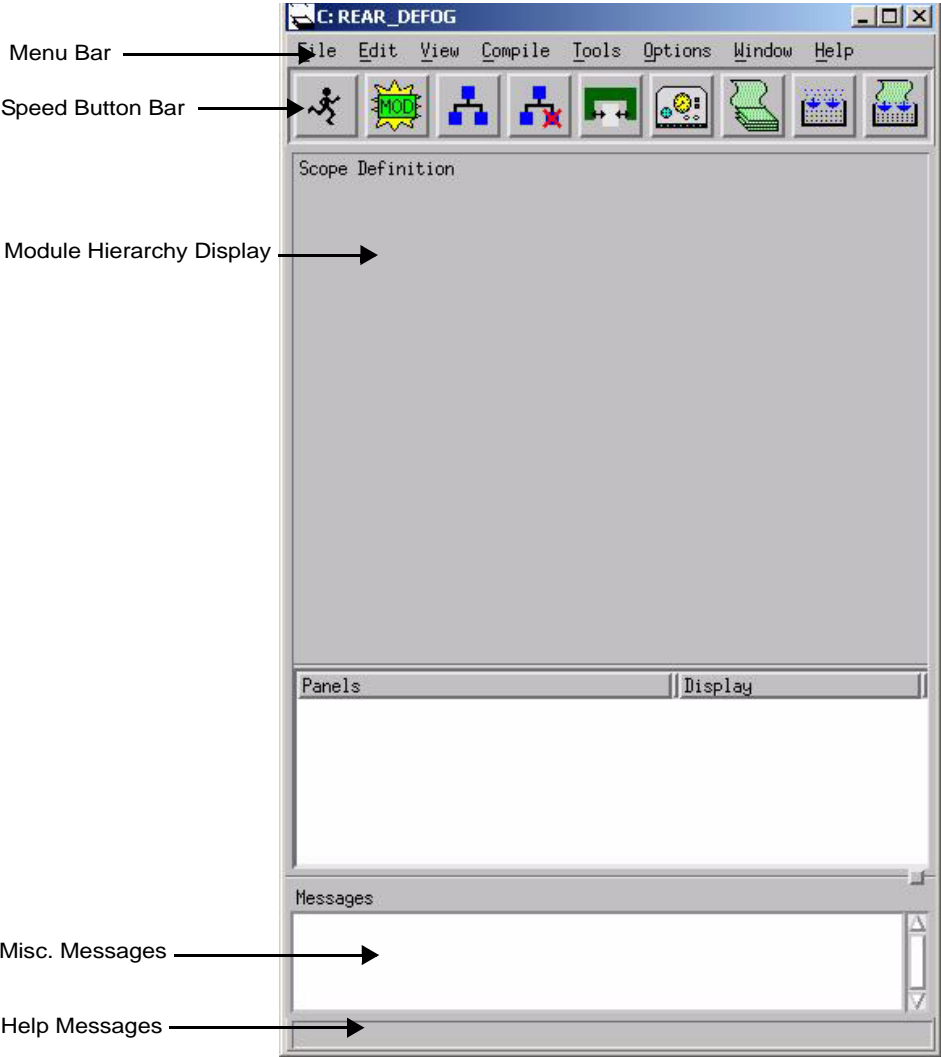 C: REAR_DEFOG
Menu Bar
File Edit View Compile Tools Options Window Help
Speed Button Bar
MOD
Scope Definition
Module Hierarchy Display
Panels Display
Messages
Misc. Messages
Help Messages